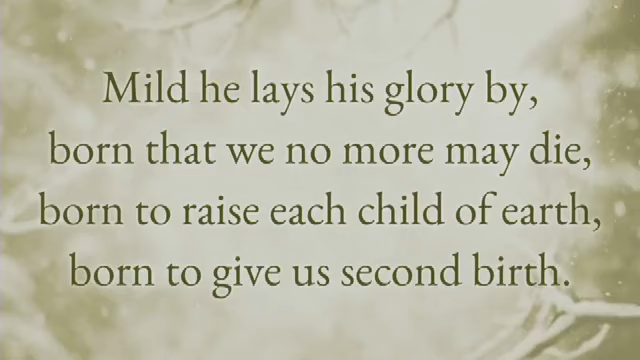 Mild he lays his glory by,
born that we no more may die,
born to raise each child of earth,
born to give us second birth.